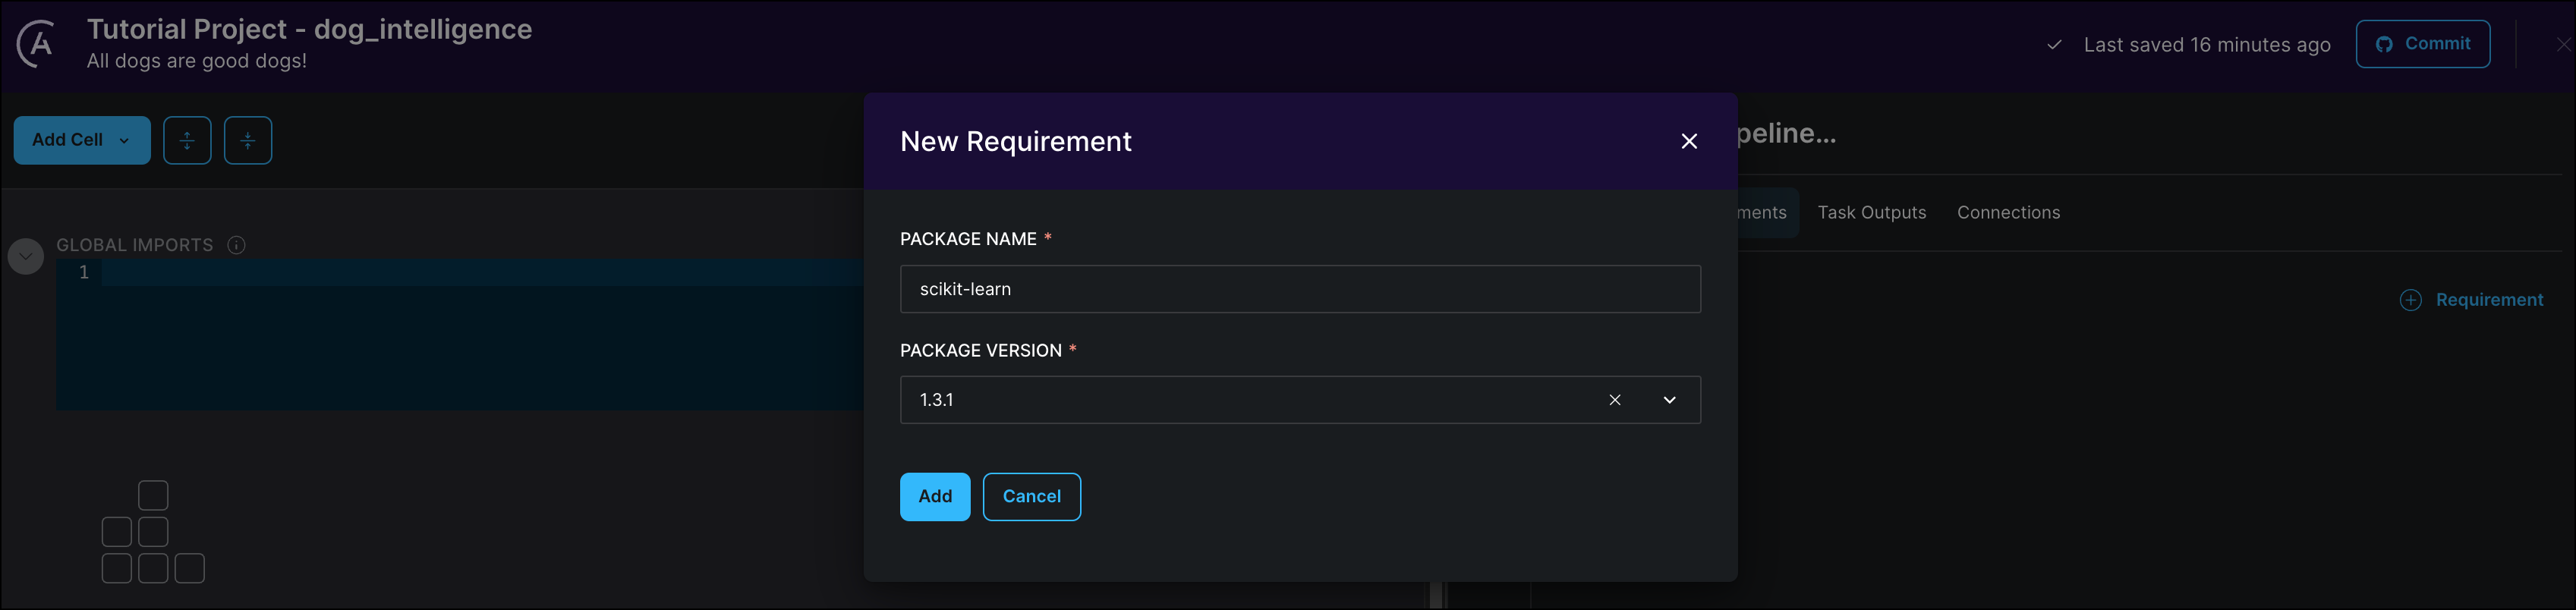 Tutorial Project - dog_intelligence
All dogs are good dogs!
Last saved 16 minutes ago
Commit
Add Cell
GLOBAL IMPORTS
1
New Requirement
PACKAGE NAME *
scikit-learn
PACKAGE VERSION *
1.3.1
Add
Cancel
peline...
ments
Task Outputs
Connections
Requirement